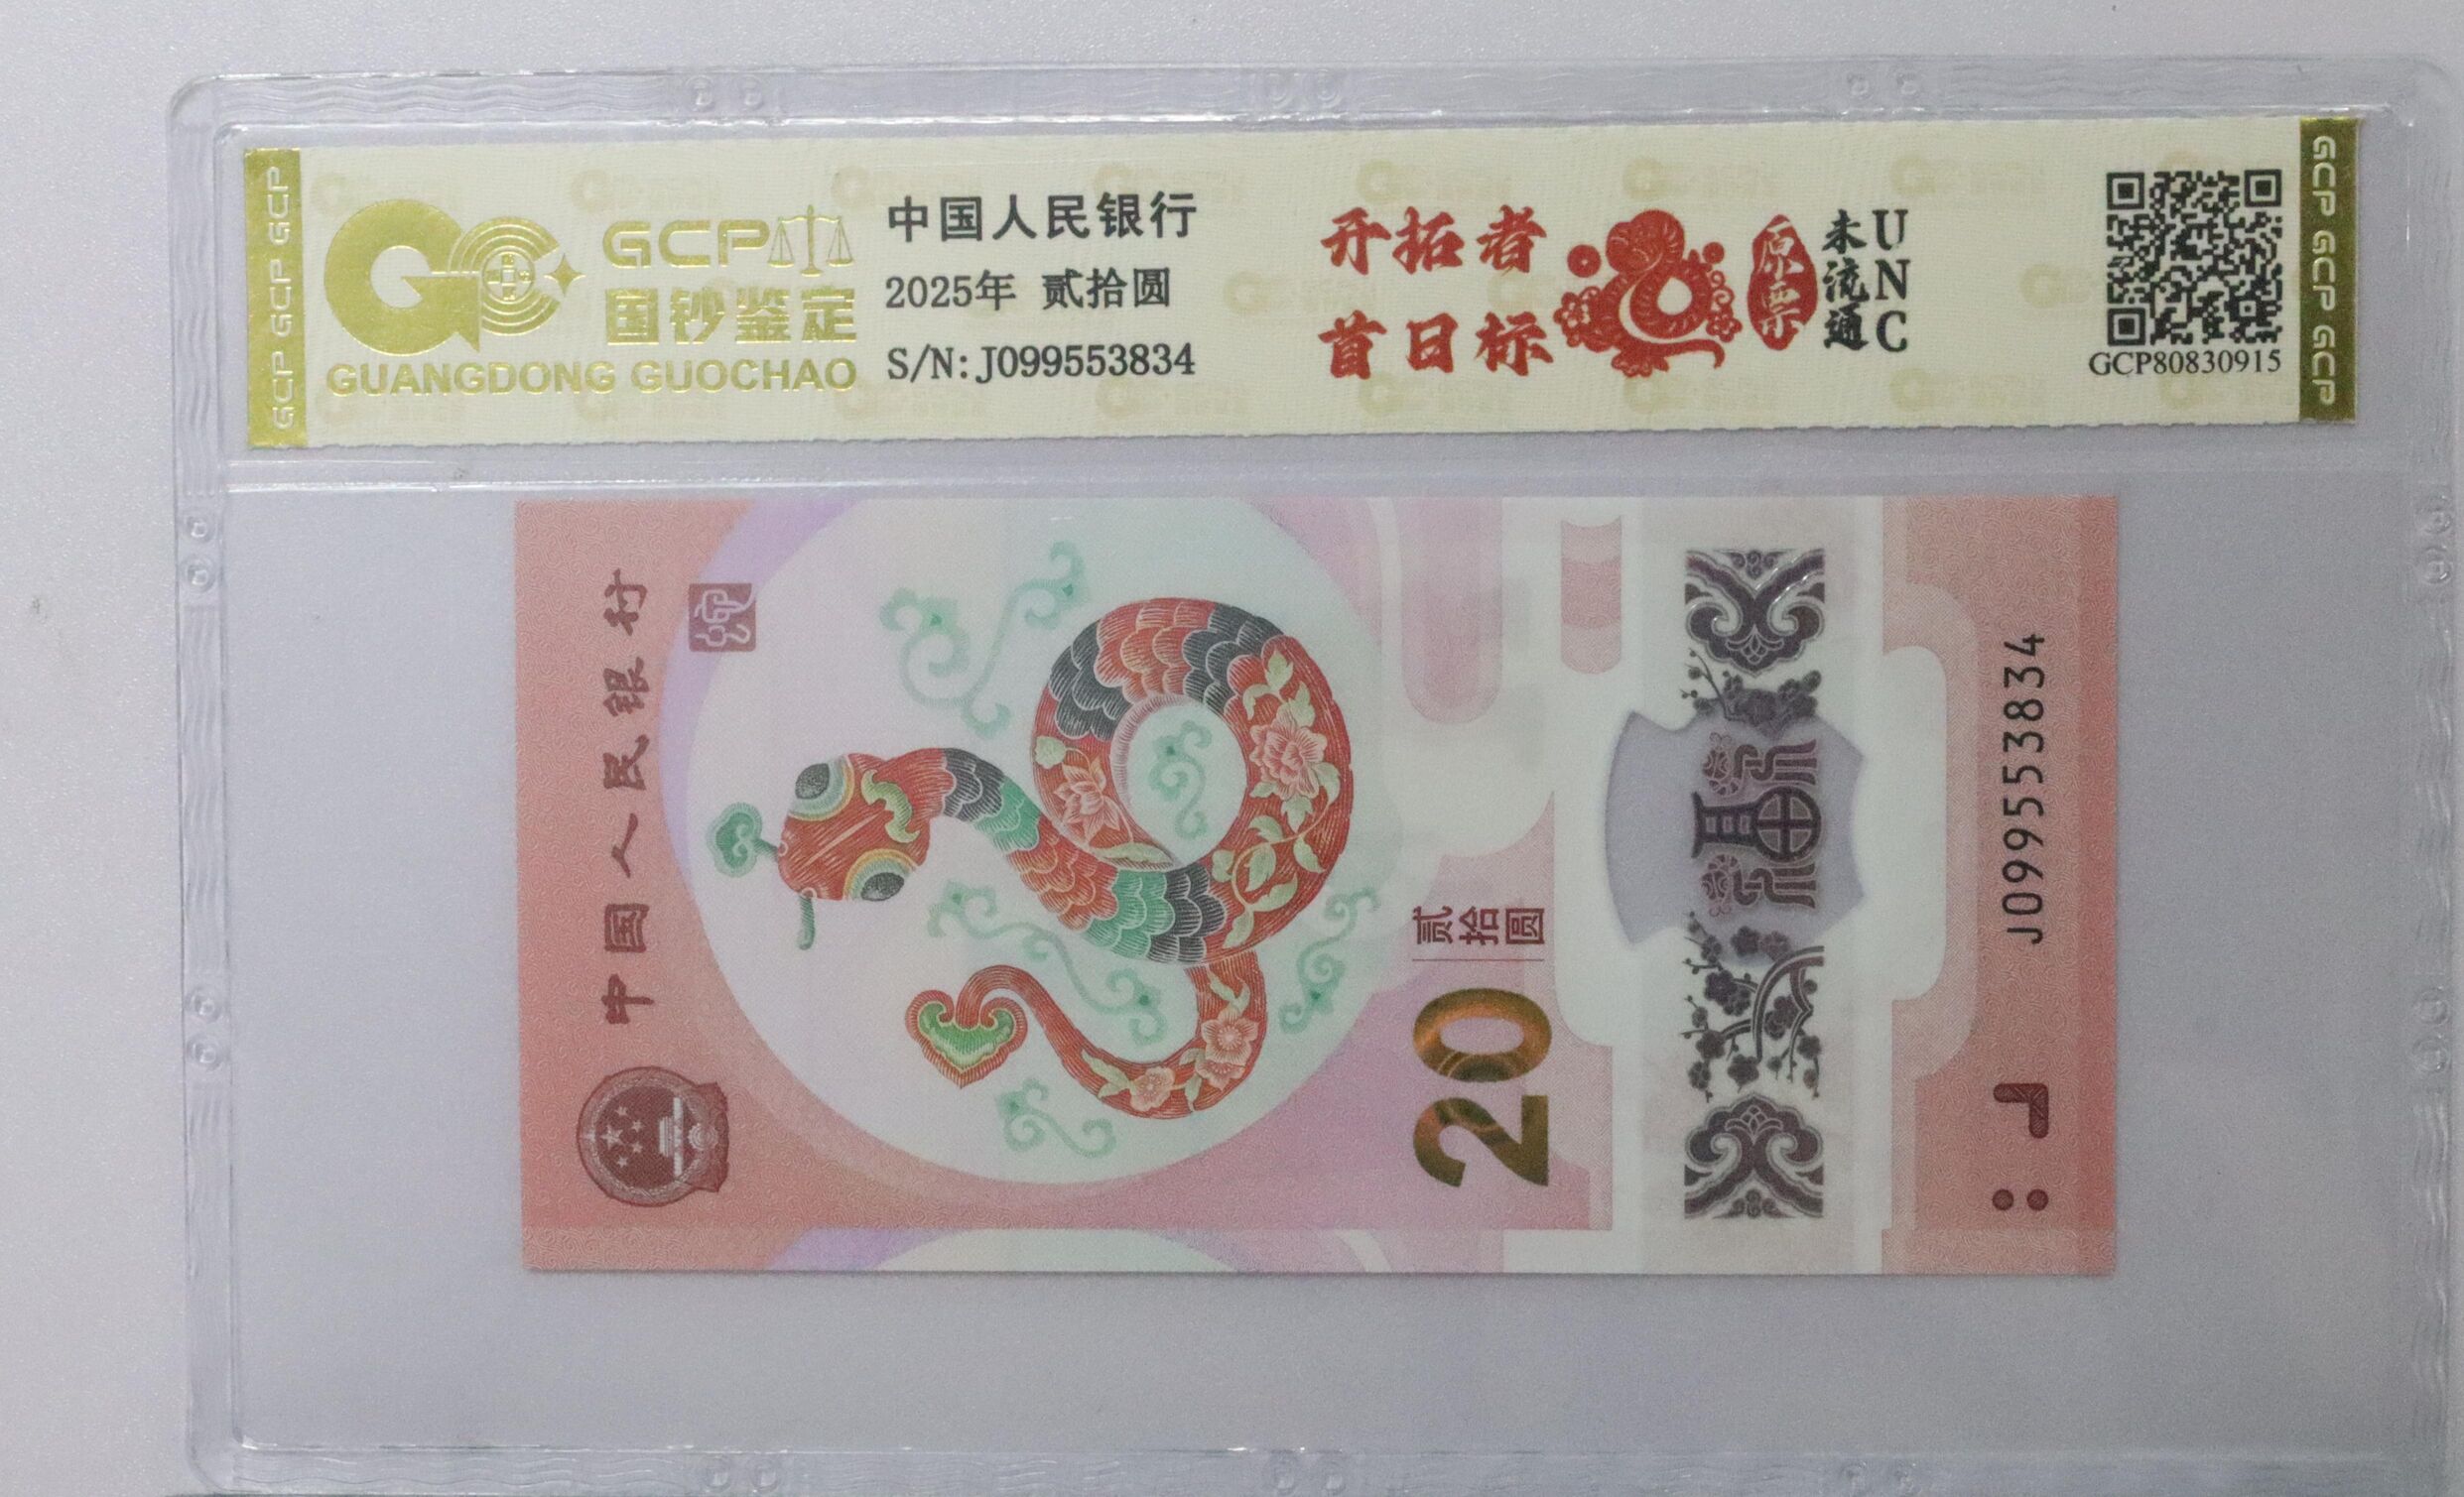 GCP GCP GCP
GCP
国钞鉴定
GUANGDONG GUOCHAO
中国人民银行
2025年 贰拾圆
S/N: J099553834
开拓者
首日标
原票
未流通
UNC
GCP80830915
GCP GCP GCP
中国人民银行
20
贰拾圆
福
J099553834